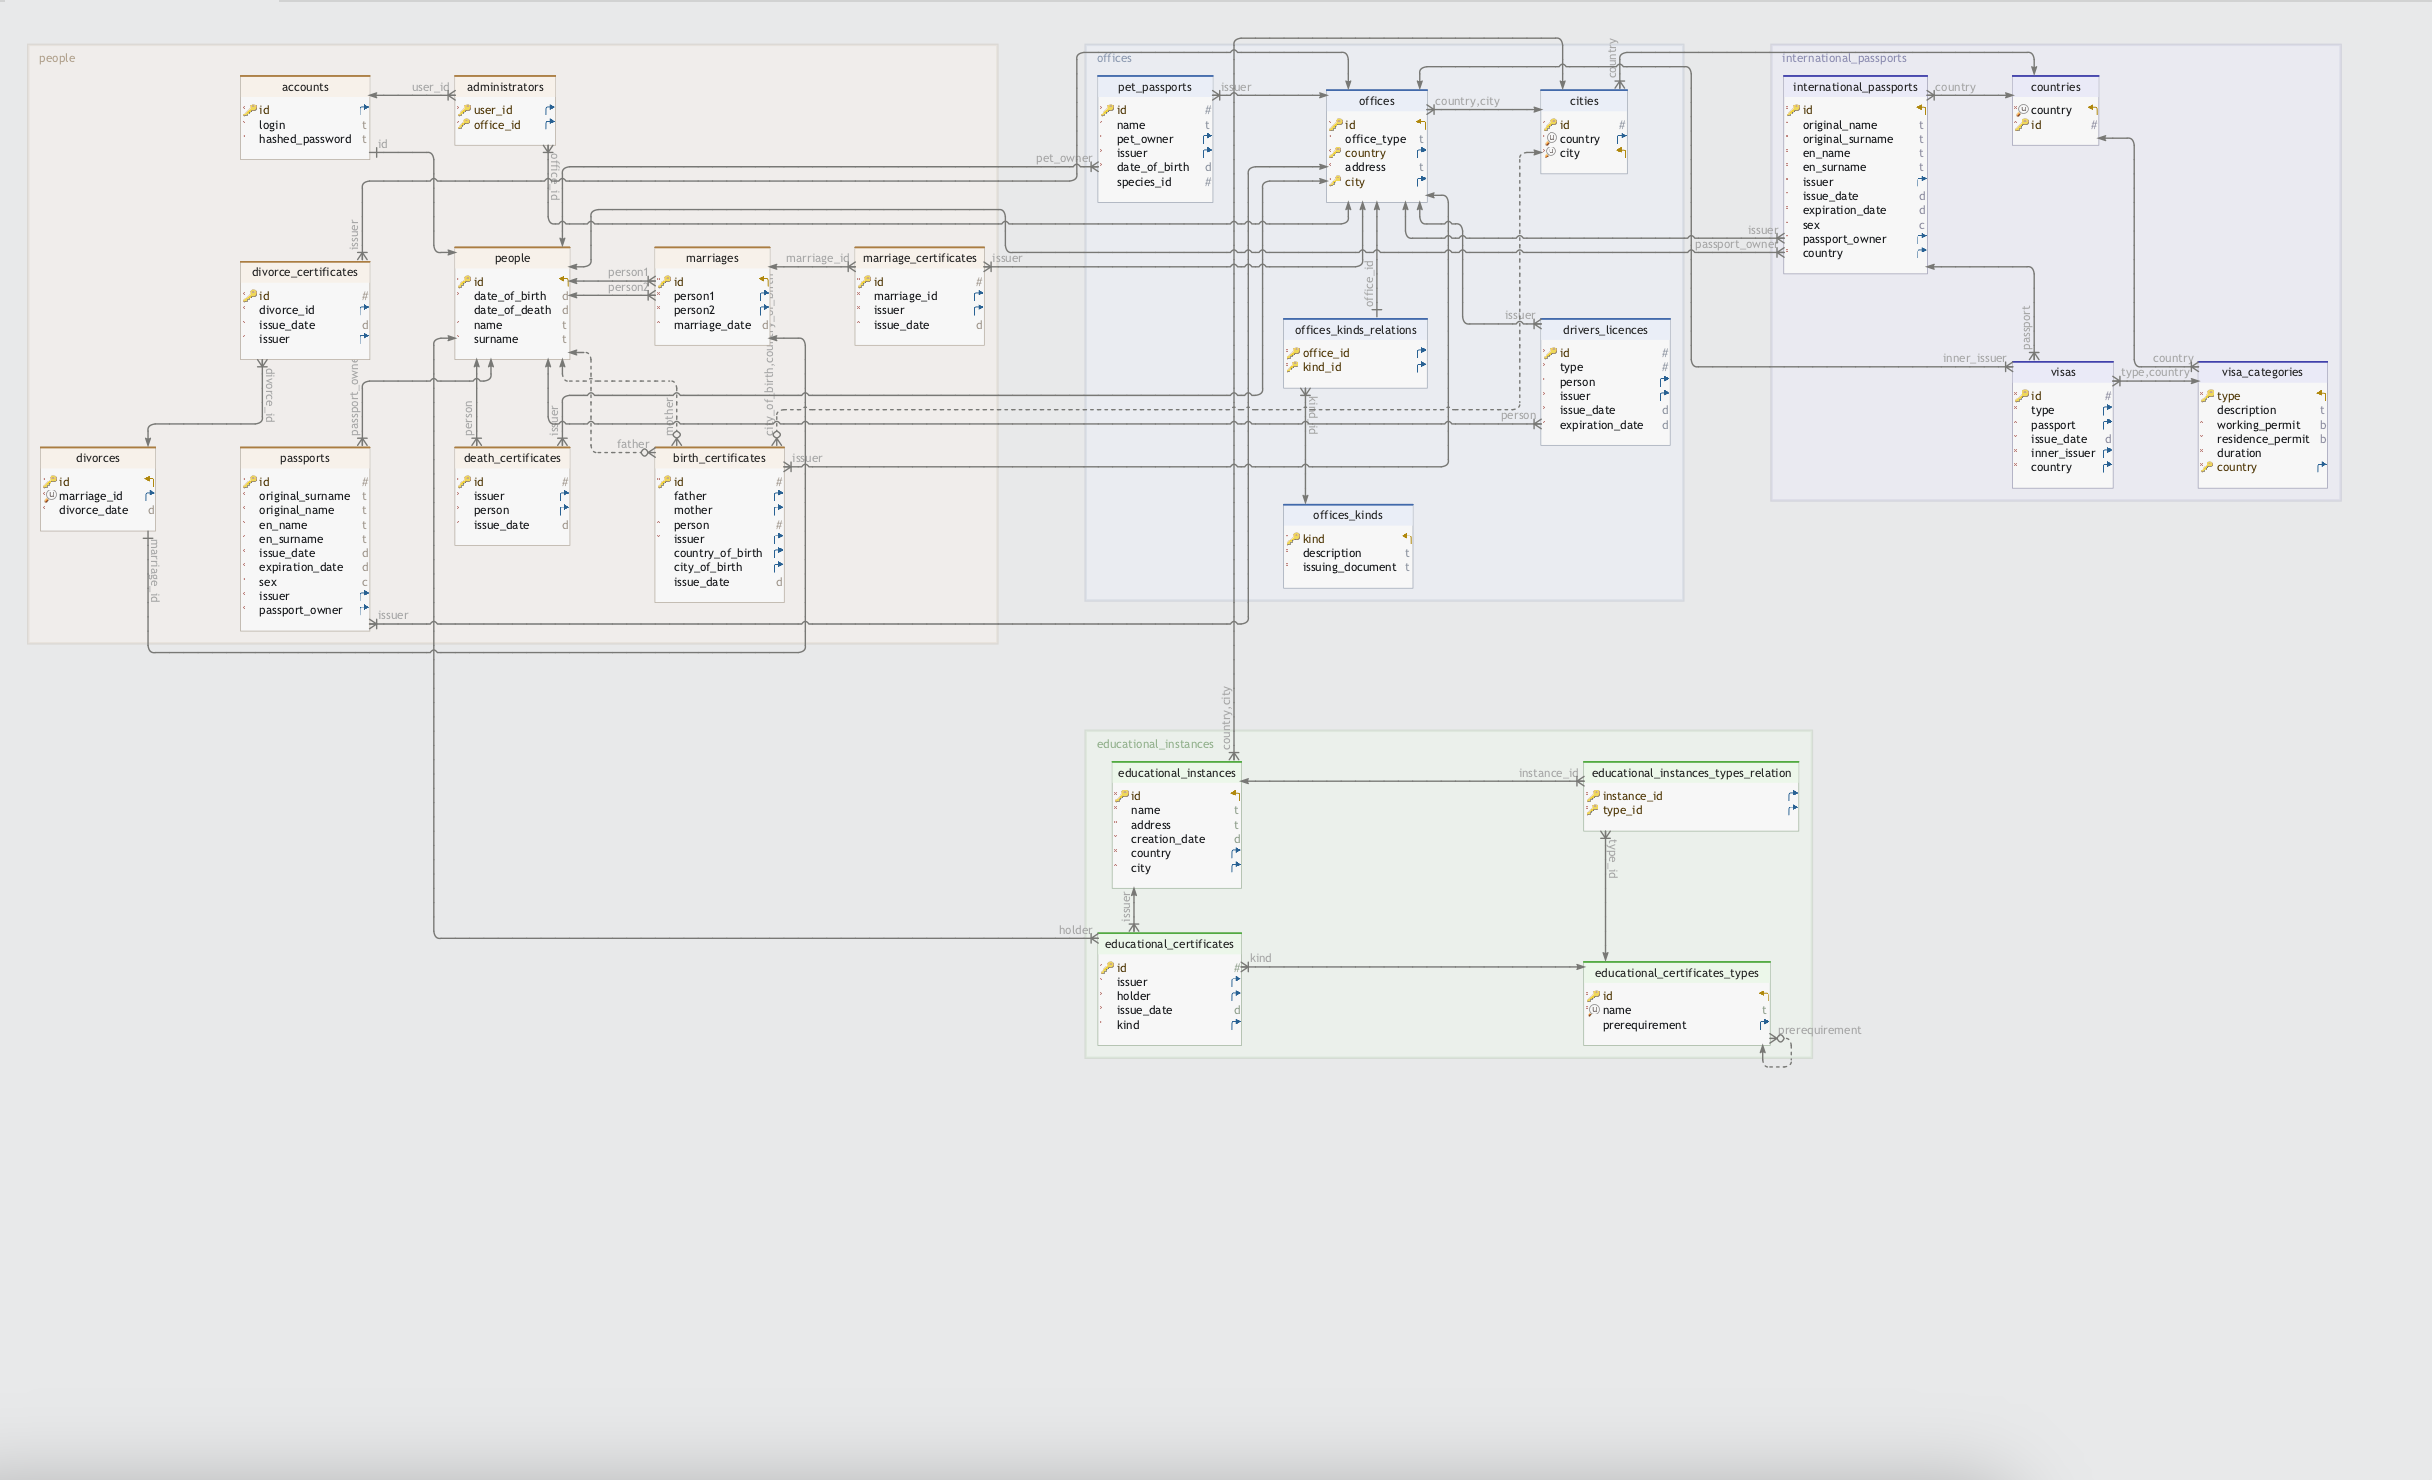 people
accounts
id
login t
hashed_password t
user_id
administrators
user_id
office_id
id
office_id
issuer
divorce_certificates
id #
divorce_id
issue_date d
issuer
people
id
date_of_birth d
date_of_death d
name t
surname t
person1
person2
marriages
id
person1
person2
marriage_date d
marriage_id
marriage_certificates
id #
marriage_id
issuer
issue_date d
issuer
divorce_id
passport_owner
person
issuer
mother
father
divorces
id
marriage_id
divorce_date d
marriage_id
passports
id #
original_surname t
original_name t
en_name t
en_surname t
issue_date d
expiration_date d
sex c
issuer
passport_owner
issuer
death_certificates
id #
issuer
person
issue_date d
birth_certificates
id #
father
mother
person #
issuer
country_of_birth
city_of_birth
issue_date d
issuer
offices
pet_passports
id #
name t
pet_owner
issuer
date_of_birth d
species_id #
issuer
pet_owner
offices
id
office_type t
country
address t
city
country,city
cities
id #
country
city
country
office_id
offices_kinds_relations
office_id
kind_id
kind_id
issuer
person
drivers_licences
id #
type #
person
issuer
issue_date d
expiration_date d
offices_kinds
kind
description t
issuing_document t
international_passports
international_passports
id
original_name t
original_surname t
en_name t
en_surname t
issuer
issue_date d
expiration_date d
sex c
passport_owner
country
country
issuer
passport_owner
countries
country
id #
passport
inner_issuer
visas
id #
type
passport
issue_date d
inner_issuer
country
country
type,country
visa_categories
type
description t
working_permit b
residence_permit b
duration
country
country,city
educational_instances
educational_instances
id
name t
address t
creation_date d
country
city
instance_id
educational_instances_types_relation
instance_id
type_id
type_id
issuer
holder
educational_certificates
id #
issuer
holder
issue_date d
kind
kind
educational_certificates_types
id
name t
prerequirement
prerequirement